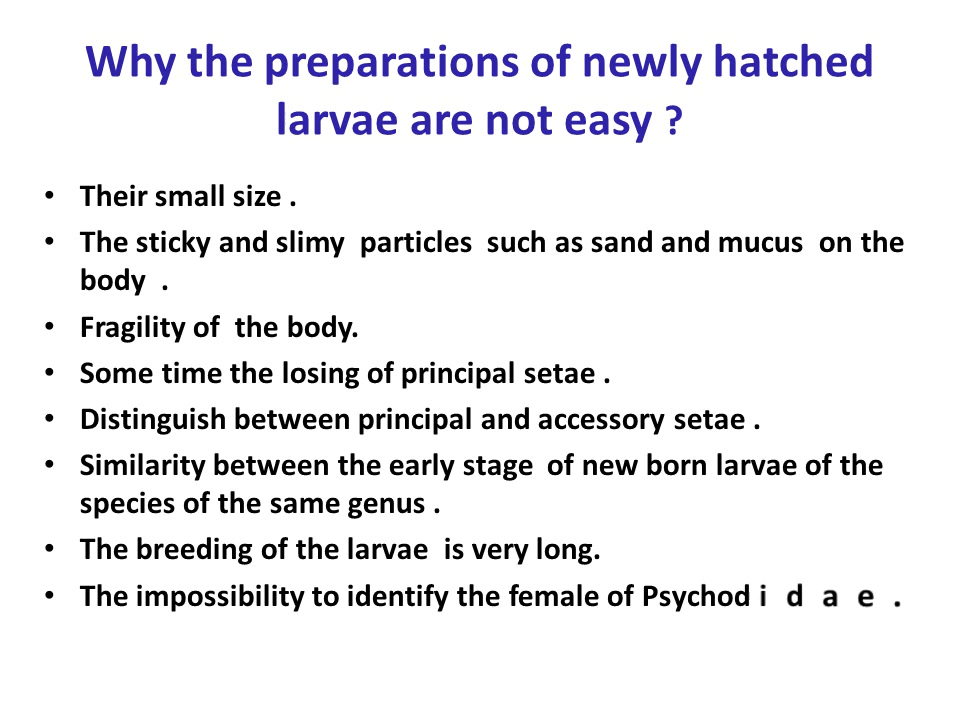 Why the preparations of newly hatched
larvae are not easy ?
• Their small size .
• The sticky and slimy particles such as sand and mucus on the
body .
• Fragility of the body.
• Some time the losing of principal setae .
• Distinguish between principal and accessory setae .
• Similarity between the early stage of new born larvae of the
species of the same genus .
• The breeding of the larvae is very long.
• The impossibility to identify the female of Psychod i d a e .